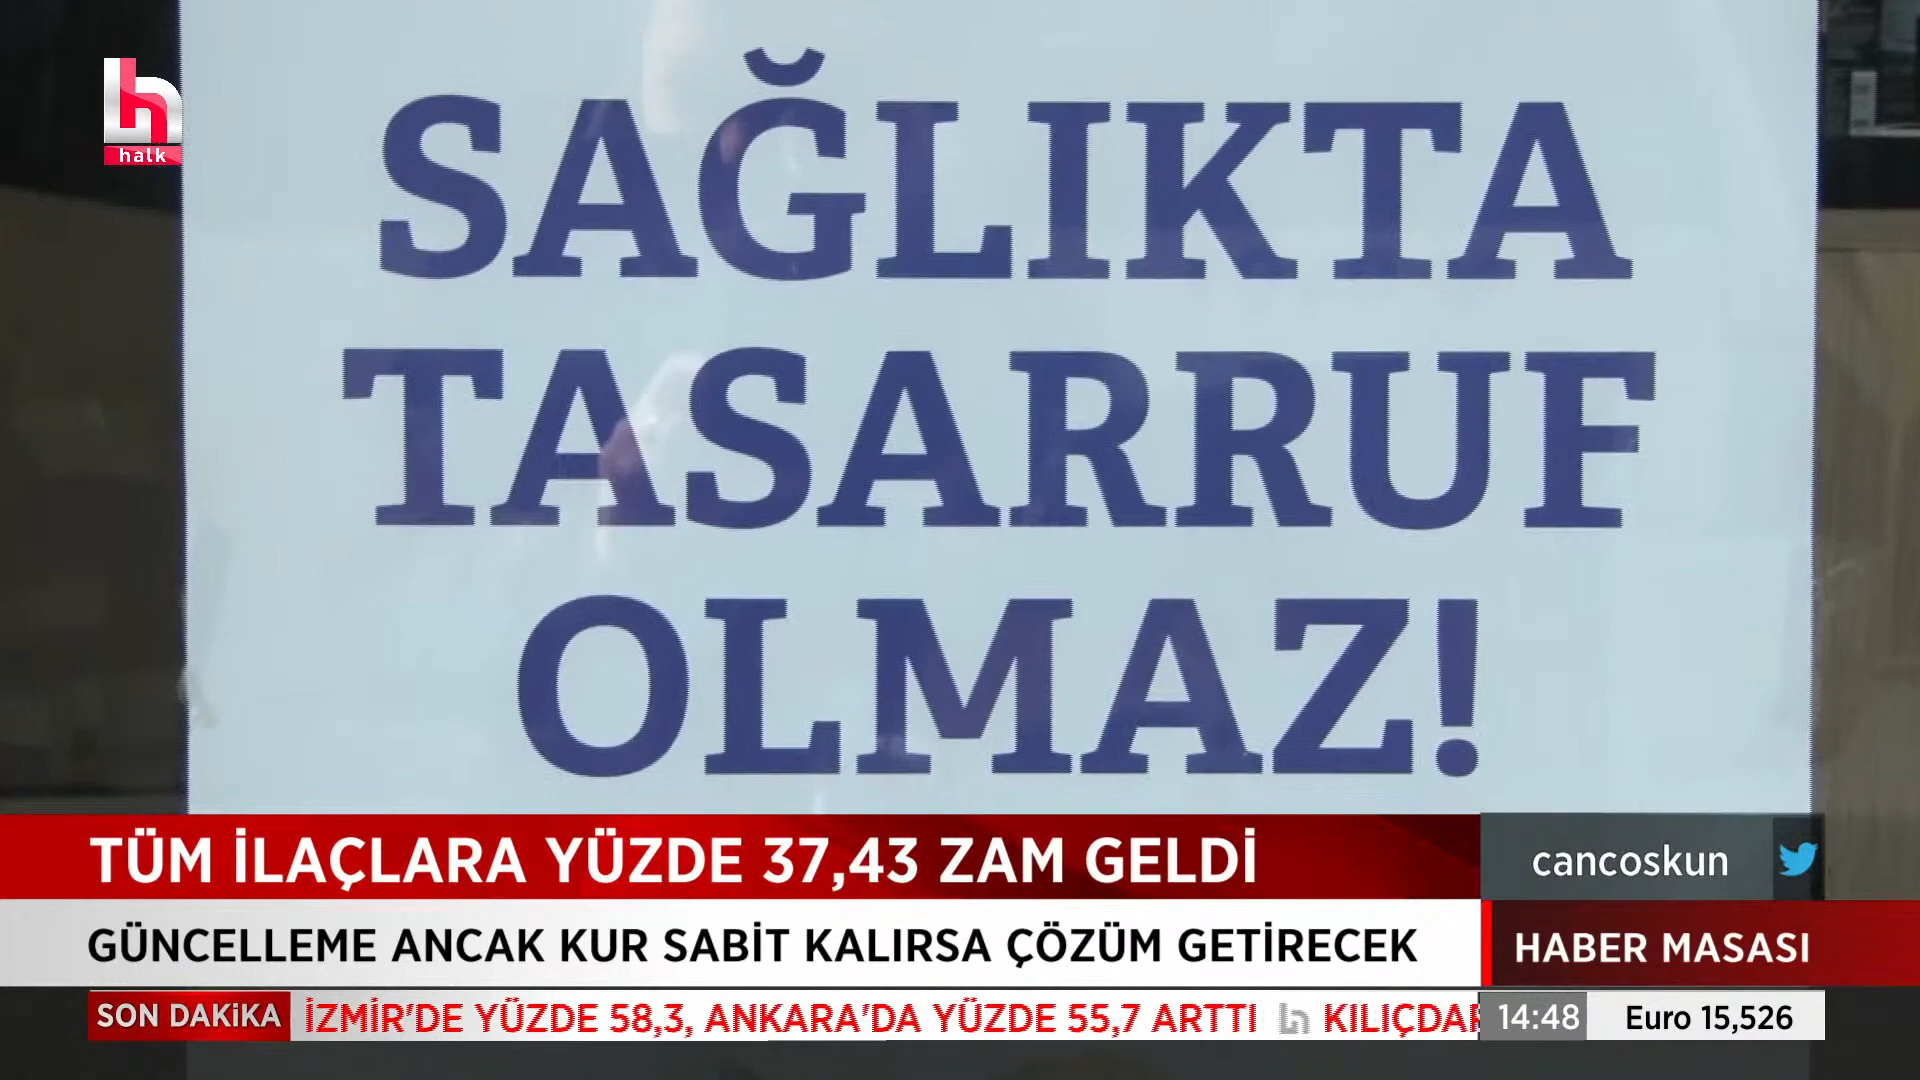 halk
SAĞLIKTA
TASARRUF
OLMAZ!
TÜM İLAÇLARA YÜZDE 37,43 ZAM GELDİ
cancoskun
GÜNCELLEME ANCAK KUR SABİT KALIRSA ÇÖZÜM GETİRECEK
HABER MASASI
SON DAKİKA
İZMİR'DE YÜZDE 58,3, ANKARA'DA YÜZDE 55,7 ARTTI
14:48
Euro 15,526